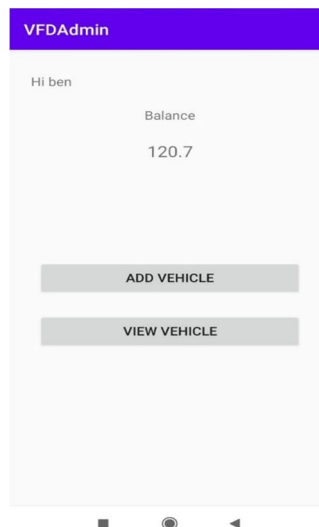 VFDAdmin
Hi ben
Balance
120.7
ADD VEHICLE
VIEW VEHICLE